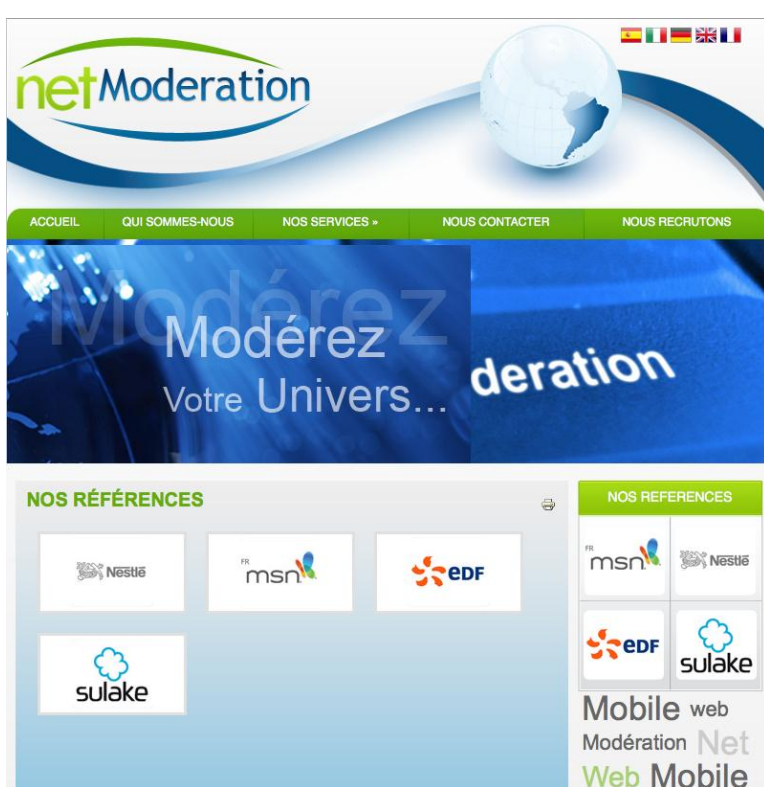 netModeration
ACCUEIL QUI SOMMES-NOUS NOS SERVICES » NOUS CONTACTER NOUS RECRUTONS
Modérez
Modérez
Votre Univers...
deration
NOS RÉFÉRENCES
Nestlé
FR
msn
eDF
sulake
NOS REFERENCES
FR
msn
Nestlé
eDF
sulake
Mobile web
Modération Net
Web Mobile